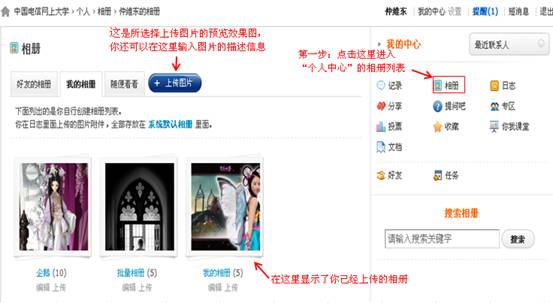 中国电信网上大学 > 个人 > 相册 > 仲维东的相册
仲维东 | 我的中心 设置 | 提醒(1) | 短消息 | 退出
这是所选择上传图片的预览效果图，
你还可以在这里输入图片的描述信息
相册
好友的相册
我的相册
随便看看
+ 上传图片
下面列出的是你自行创建相册列表。
你在日志里面上传的图片附件，全部存放在 系统默认相册 里面。
企鹅 (10)
编辑 上传
批量相册 (5)
编辑 上传
我的相册 (5)
编辑 上传
在这里显示了你已经上传的相册
我的中心
最近联系人
第一步：点击这里进入
“个人中心”的相册列表
记录
相册
日志
分享
提问吧
专区
投票
收藏
你我课堂
文档
好友
任务
搜索相册
请输入搜索关键字
搜索